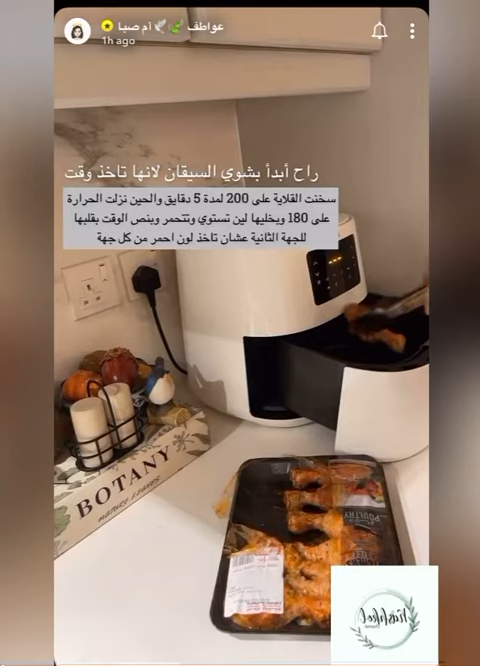 عواطف 🌿🕊️ أم صبا
1h ago
راح أبدأ بشوي السيقان لانها تاخذ وقت
سخنت القلاية على 200 لمدة 5 دقايق والحين نزلت الحرارة
على 180 وبخليها لين تستوي وتتحمر وبنص الوقت بقلبها
للجهة الثانية عشان تاخذ لون احمر من كل جهة
BOTANY
POULTRY